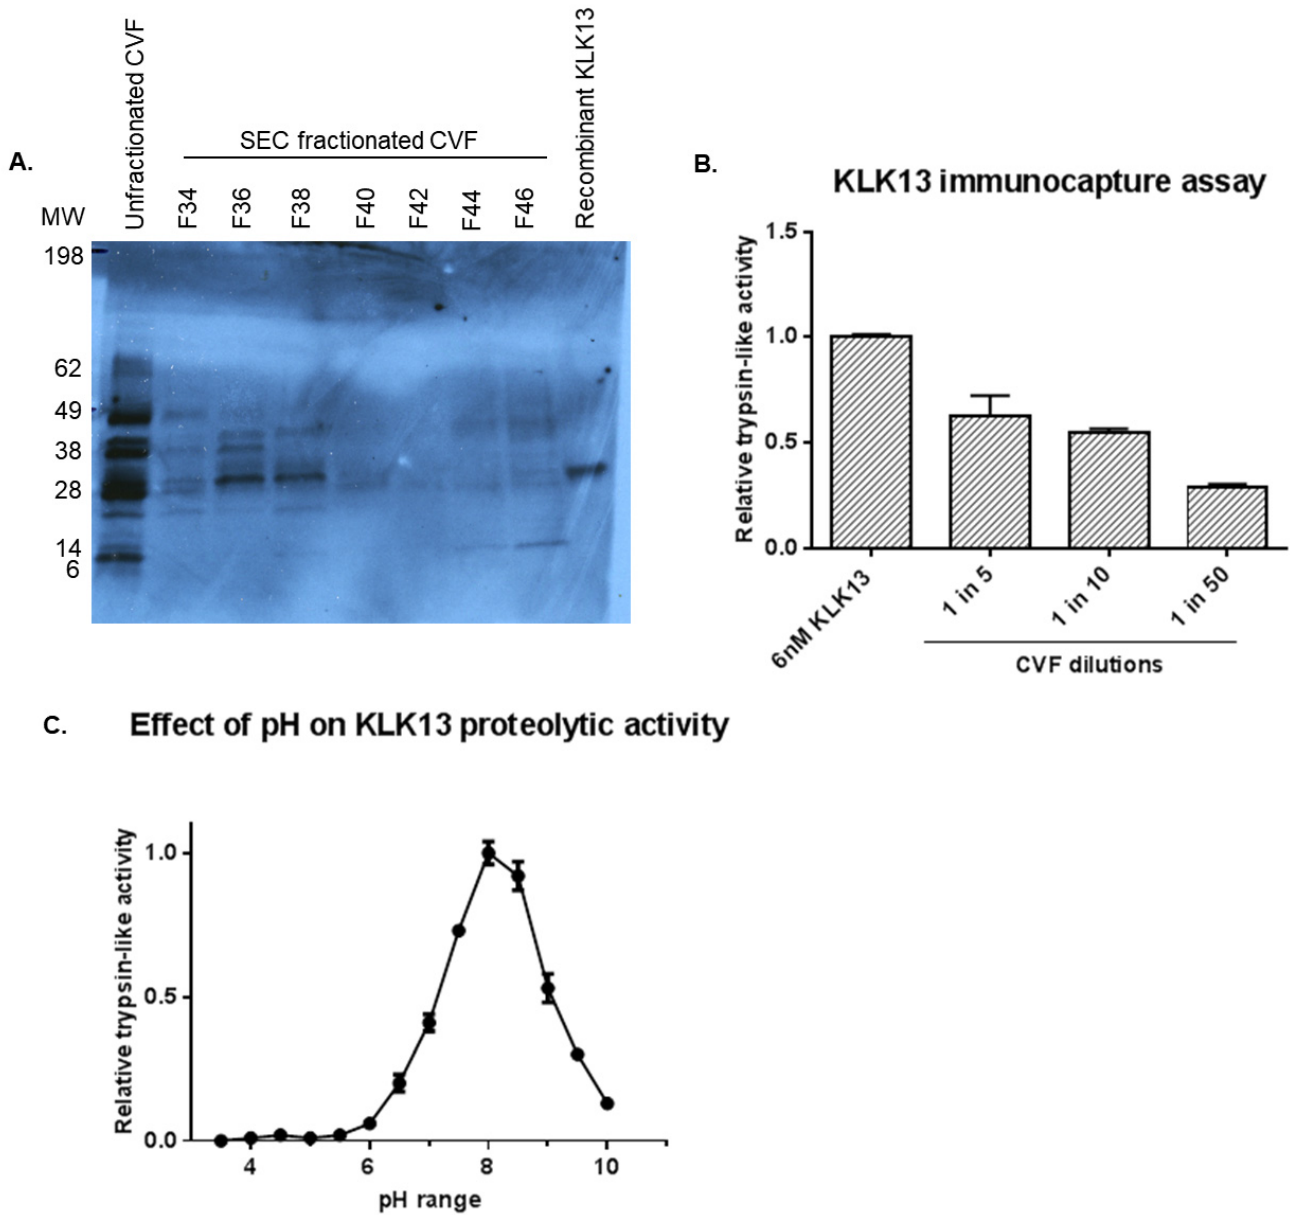 A.
Unfractionated CVF
SEC fractionated CVF
Recombinant KLK13
MW
F34
F36
F38
F40
F42
F44
F46
198
62
49
38
28
14
6
B.
KLK13 immunocapture assay
Relative trypsin-like activity
1.5
1.0
0.5
0.0
6nM KLK13
1 in 5
1 in 10
1 in 50
CVF dilutions
C.
Effect of pH on KLK13 proteolytic activity
Relative trypsin-like activity
1.0
0.5
0.0
4
6
8
10
pH range